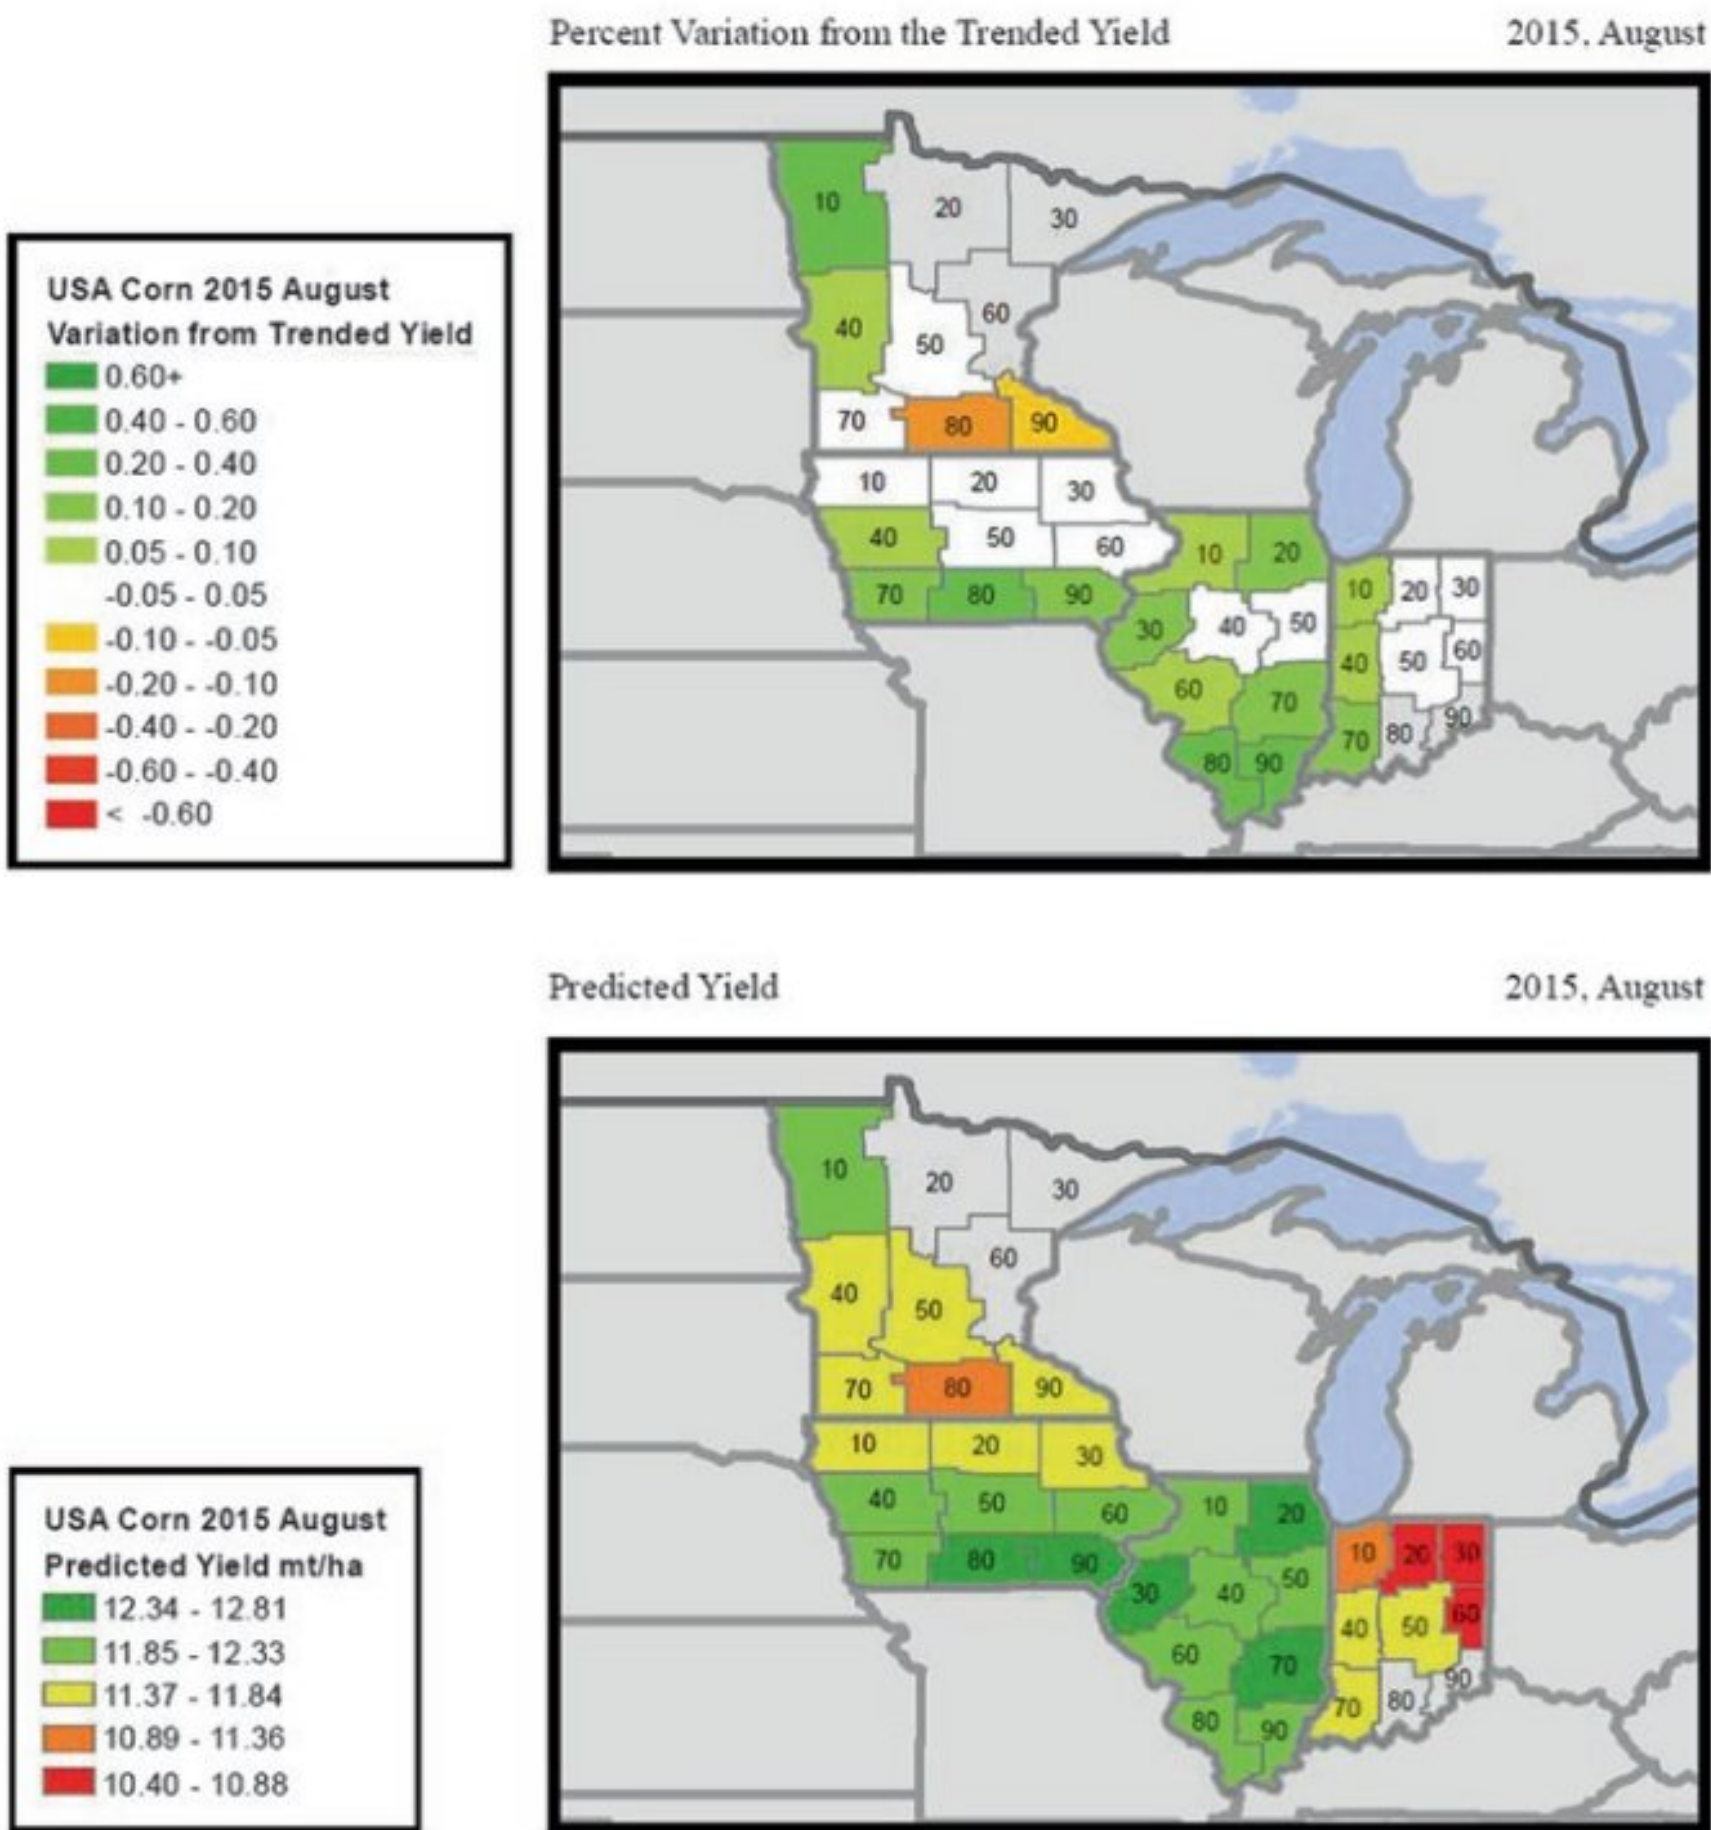 Percent Variation from the Trended Yield 2015, August
USA Corn 2015 August
Variation from Trended Yield
0.60+
0.40 - 0.60
0.20 - 0.40
0.10 - 0.20
0.05 - 0.10
-0.05 - 0.05
-0.10 - -0.05
-0.20 - -0.10
-0.40 - -0.20
-0.60 - -0.40
< -0.60
10 20 30
40 50 60
70 80 90
10 20 30
40 50 60
70 80 90
10 20
30 40 50
60 70
80 90
10 20 30
40 50 60
70 80 90
Predicted Yield 2015, August
USA Corn 2015 August
Predicted Yield mt/ha
12.34 - 12.81
11.85 - 12.33
11.37 - 11.84
10.89 - 11.36
10.40 - 10.88
10 20 30
40 50 60
70 80 90
10 20 30
40 50 60
70 80 90
10 20
30 40 50
60 70
80 90
10 20 30
40 50 60
70 80 90